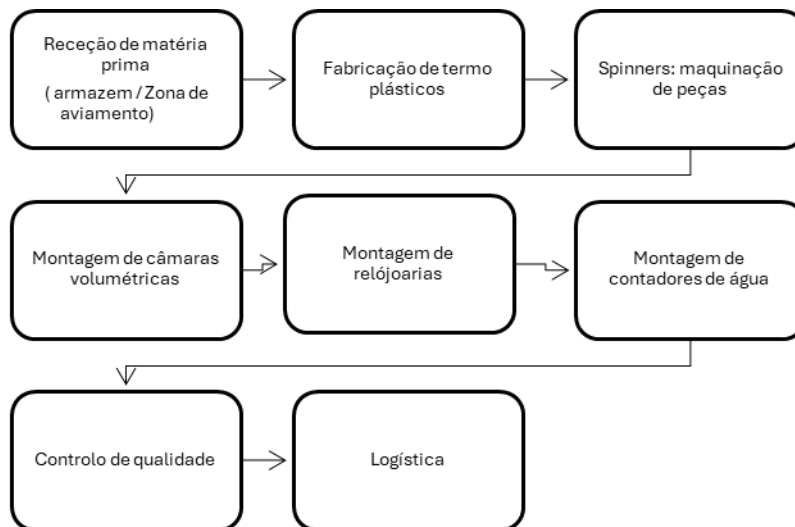 Receção de matéria
prima
( armazem / Zona de
aviamento)
Fabricação de termo
plásticos
Spinners: maquinação
de peças
Montagem de câmaras
volumétricas
Montagem de
relójoarias
Montagem de
contadores de água
Controlo de qualidade
Logística